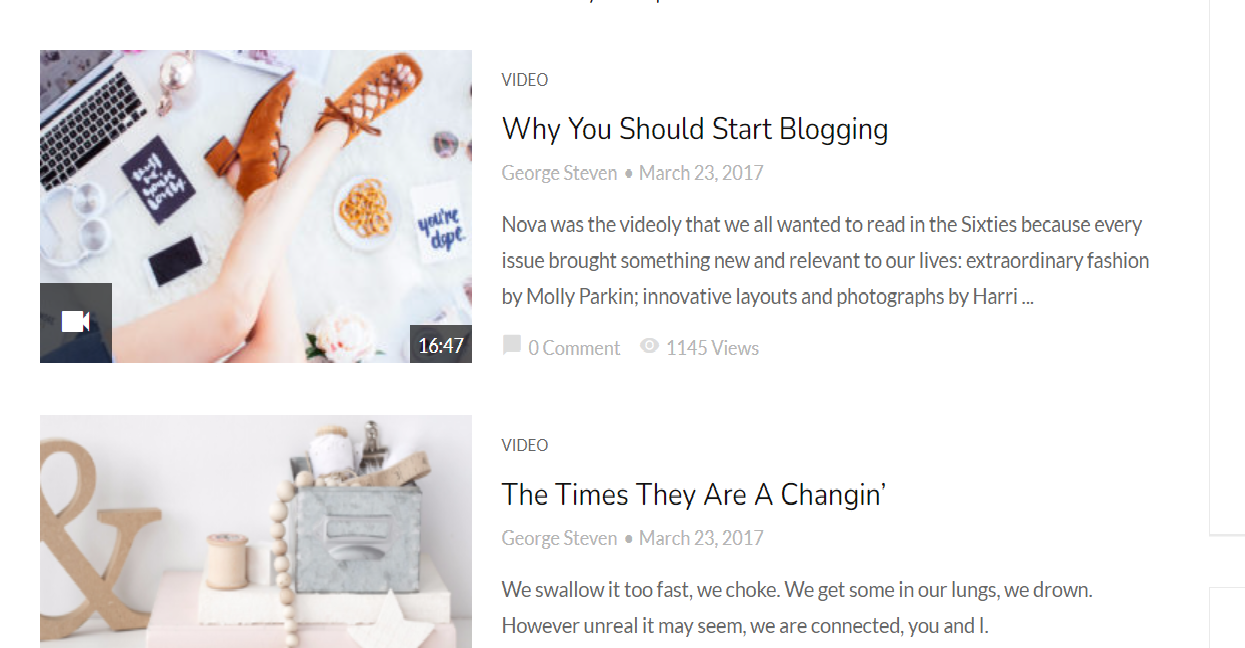 VIDEO
Why You Should Start Blogging
George Steven • March 23, 2017
Nova was the videoly that we all wanted to read in the Sixties because every
issue brought something new and relevant to our lives: extraordinary fashion
by Molly Parkin; innovative layouts and photographs by Harri ...
0 Comment 1145 Views
you're
dope.
16:47
VIDEO
The Times They Are A Changin’
George Steven • March 23, 2017
We swallow it too fast, we choke. We get some in our lungs, we drown.
However unreal it may seem, we are connected, you and I.
&